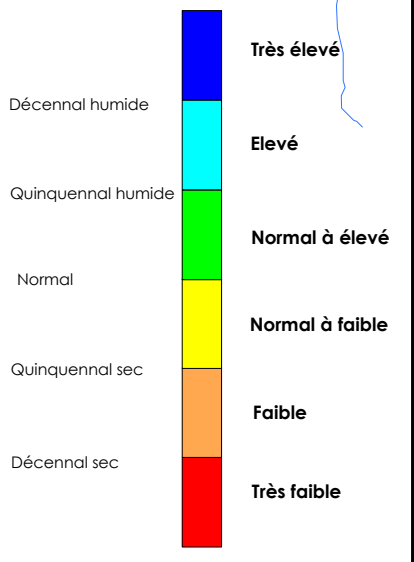 Très élevé
Décennal humide
Elevé
Quinquennal humide
Normal à élevé
Normal
Normal à faible
Quinquennal sec
Faible
Décennal sec
Très faible